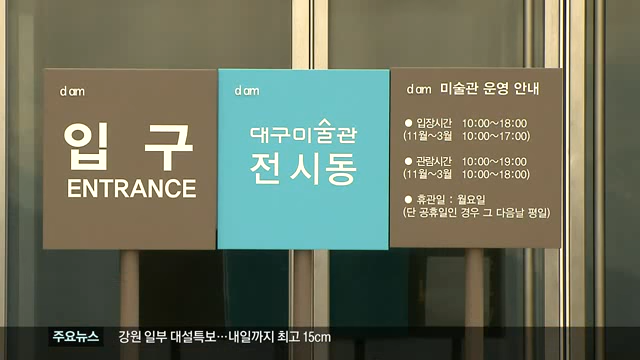 dam
입 구
ENTRANCE
dam
대구미술관
전시동
dam 미술관 운영 안내
● 입장시간 10:00~18:00
(11월~3월 10:00~17:00)
● 관람시간 10:00~19:00
(11월~3월 10:00~18:00)
● 휴관일 : 월요일
(단 공휴일인 경우 그 다음날 평일)
주요뉴스 강원 일부 대설특보···내일까지 최고 15cm